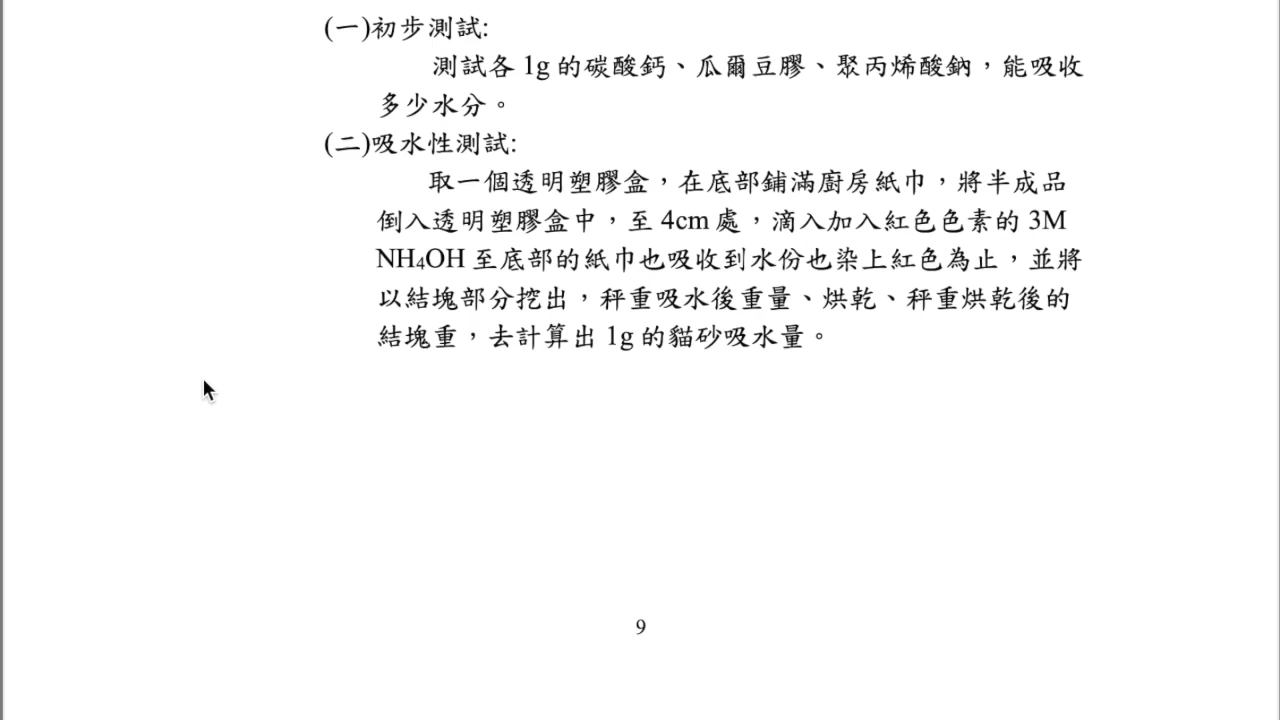 (一)初步測試:
測試各 1g 的碳酸鈣、瓜爾豆膠、聚丙烯酸鈉，能吸收
多少水分。
(二)吸水性測試:
取一個透明塑膠盒，在底部鋪滿廚房紙巾，將半成品
倒入透明塑膠盒中，至 4cm 處，滴入加入紅色色素的 3M
NH₄OH 至底部的紙巾也吸收到水份也染上紅色為止，並將
以結塊部分挖出，秤重吸水後重量、烘乾、秤重烘乾後的
結塊重，去計算出 1g 的貓砂吸水量。
9